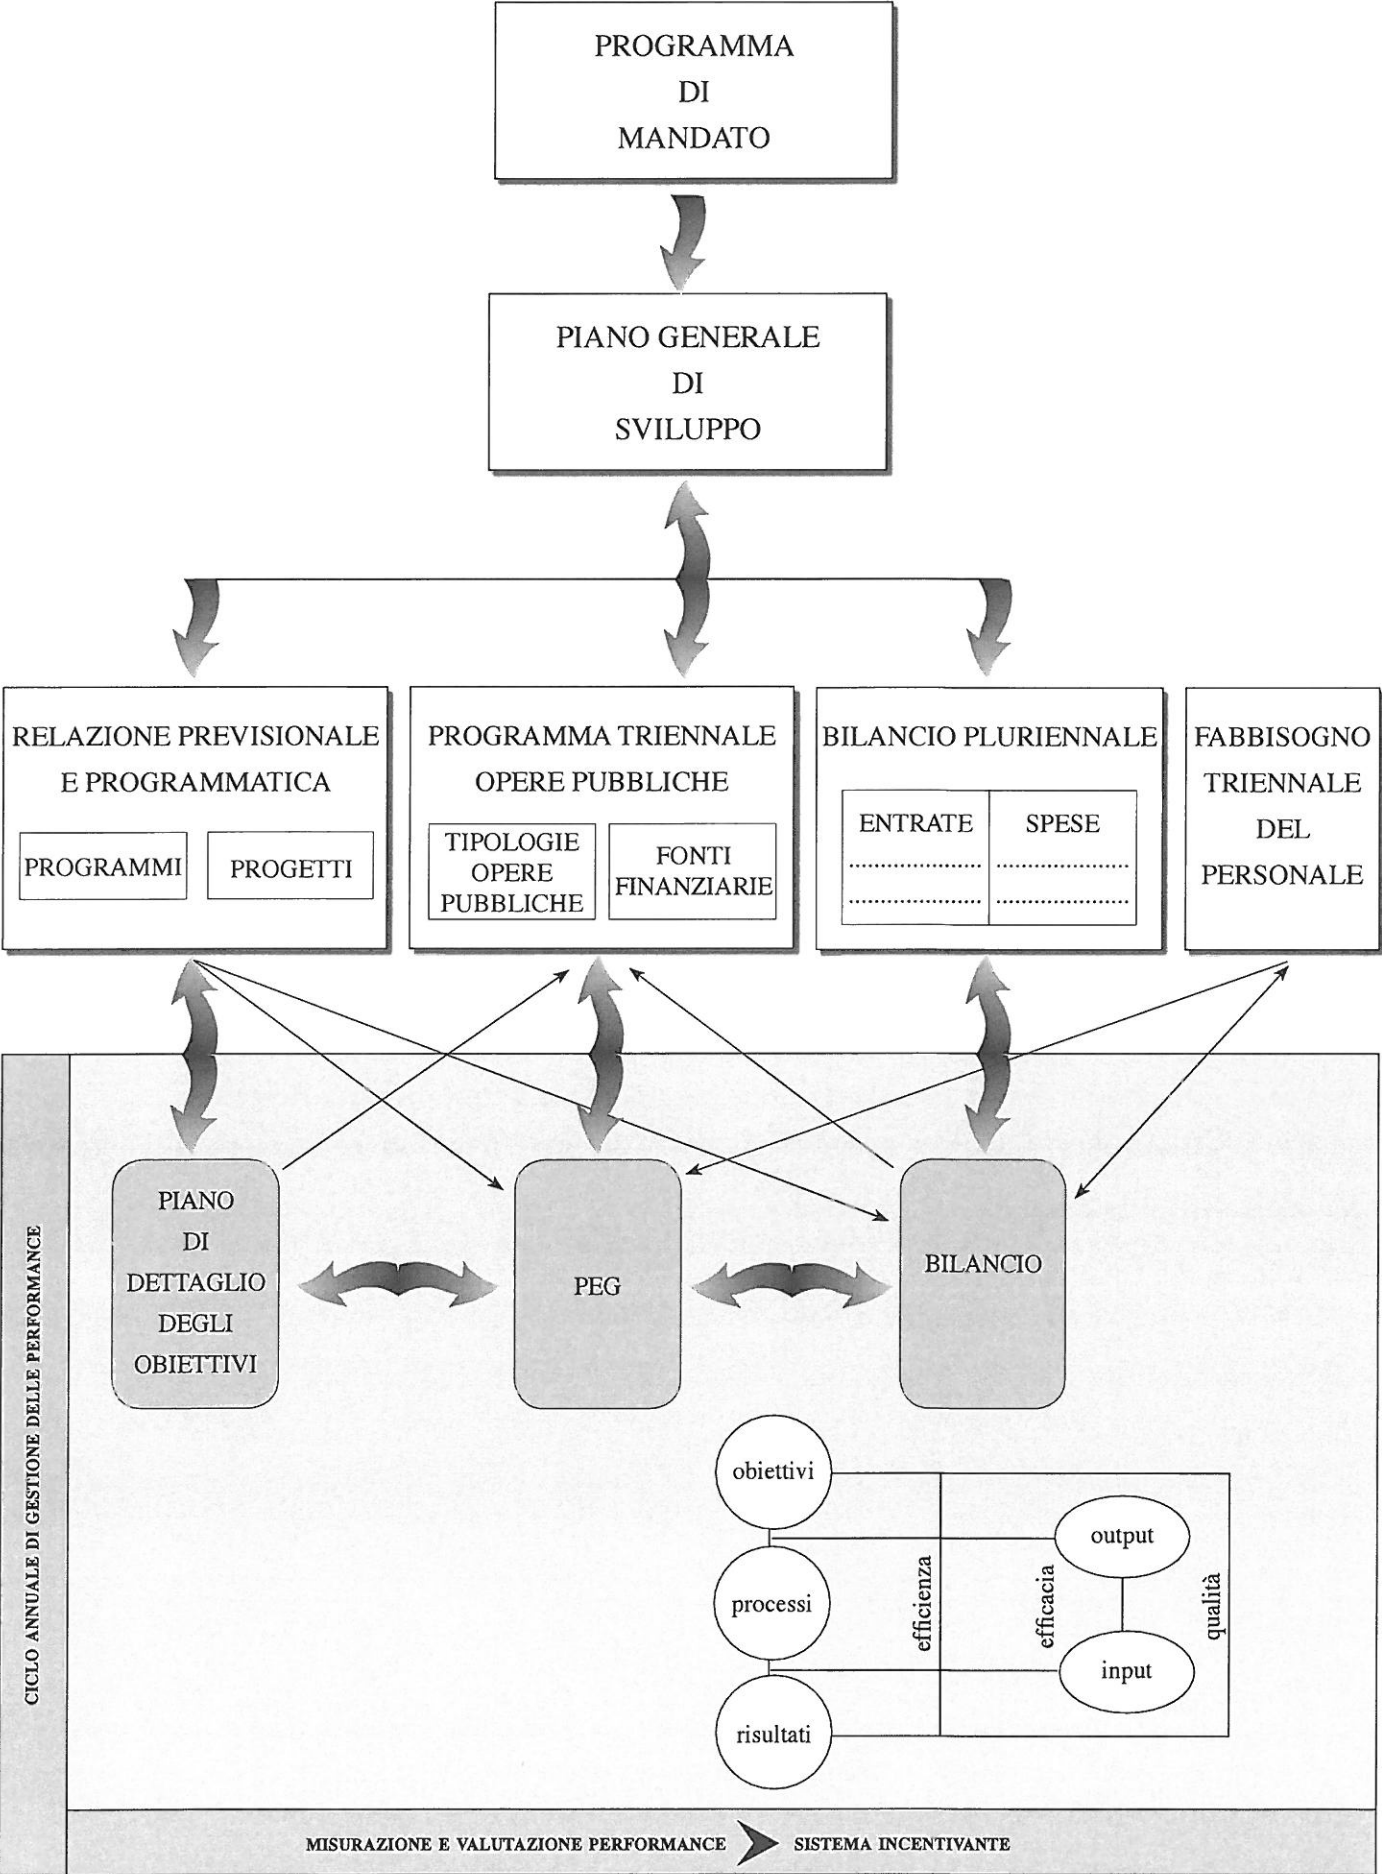 PROGRAMMA
DI
MANDATO
PIANO GENERALE
DI
SVILUPPO
RELAZIONE PREVISIONALE
E PROGRAMMATICA
PROGRAMMI
PROGETTI
PROGRAMMA TRIENNALE
OPERE PUBBLICHE
TIPOLOGIE
OPERE
PUBBLICHE
FONTI
FINANZIARIE
BILANCIO PLURIENNALE
ENTRATE
SPESE
FABBISOGNO
TRIENNALE
DEL
PERSONALE
CICLO ANNUALE DI GESTIONE DELLE PERFORMANCE
PIANO
DI
DETTAGLIO
DEGLI
OBIETTIVI
PEG
BILANCIO
obiettivi
processi
risultati
efficienza
efficacia
output
input
qualità
MISURAZIONE E VALUTAZIONE PERFORMANCE
SISTEMA INCENTIVANTE